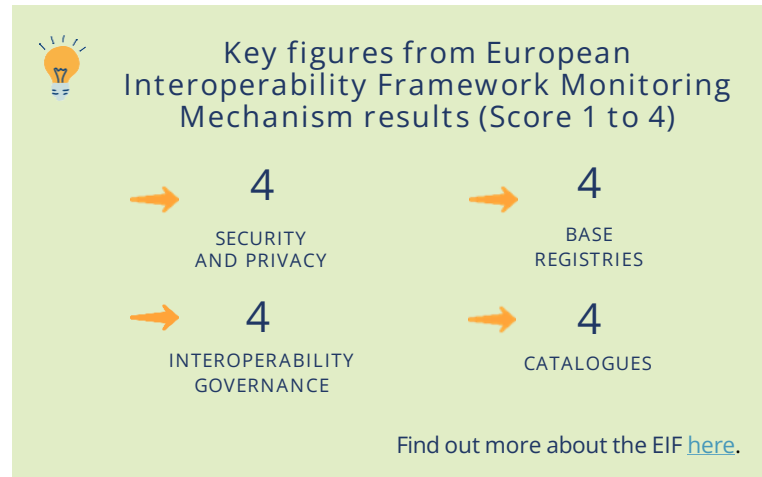 Key figures from European
Interoperability Framework Monitoring
Mechanism results (Score 1 to 4)
4
SECURITY
AND PRIVACY
4
BASE
REGISTRIES
4
INTEROPERABILITY
GOVERNANCE
4
CATALOGUES
Find out more about the EIF here.